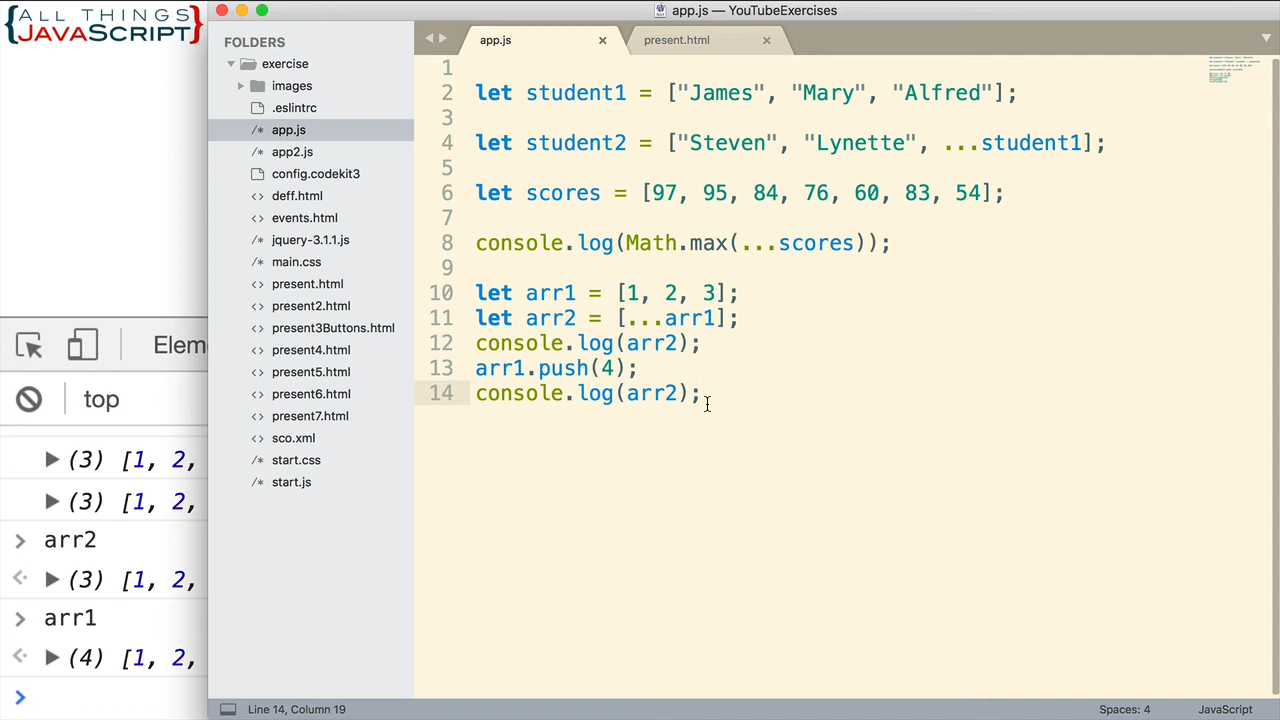 ALL THINGS
JAVASCRIPT
app.js — YouTubeExercises
FOLDERS
exercise
images
.eslintrc
app.js
app2.js
config.codekit3
deff.html
events.html
jquery-3.1.1.js
main.css
present.html
present2.html
present3Buttons.html
present4.html
present5.html
present6.html
present7.html
sco.xml
start.css
start.js
app.js
present.html
1
2 let student1 = ["James", "Mary", "Alfred"];
3
4 let student2 = ["Steven", "Lynette", ...student1];
5
6 let scores = [97, 95, 84, 76, 60, 83, 54];
7
8 console.log(Math.max(...scores));
9
10 let arr1 = [1, 2, 3];
11 let arr2 = [...arr1];
12 console.log(arr2);
13 arr1.push(4);
14 console.log(arr2);
Elem
top
(3) [1, 2,
(3) [1, 2,
arr2
(3) [1, 2,
arr1
(4) [1, 2,
Line 14, Column 19
Spaces: 4
JavaScript